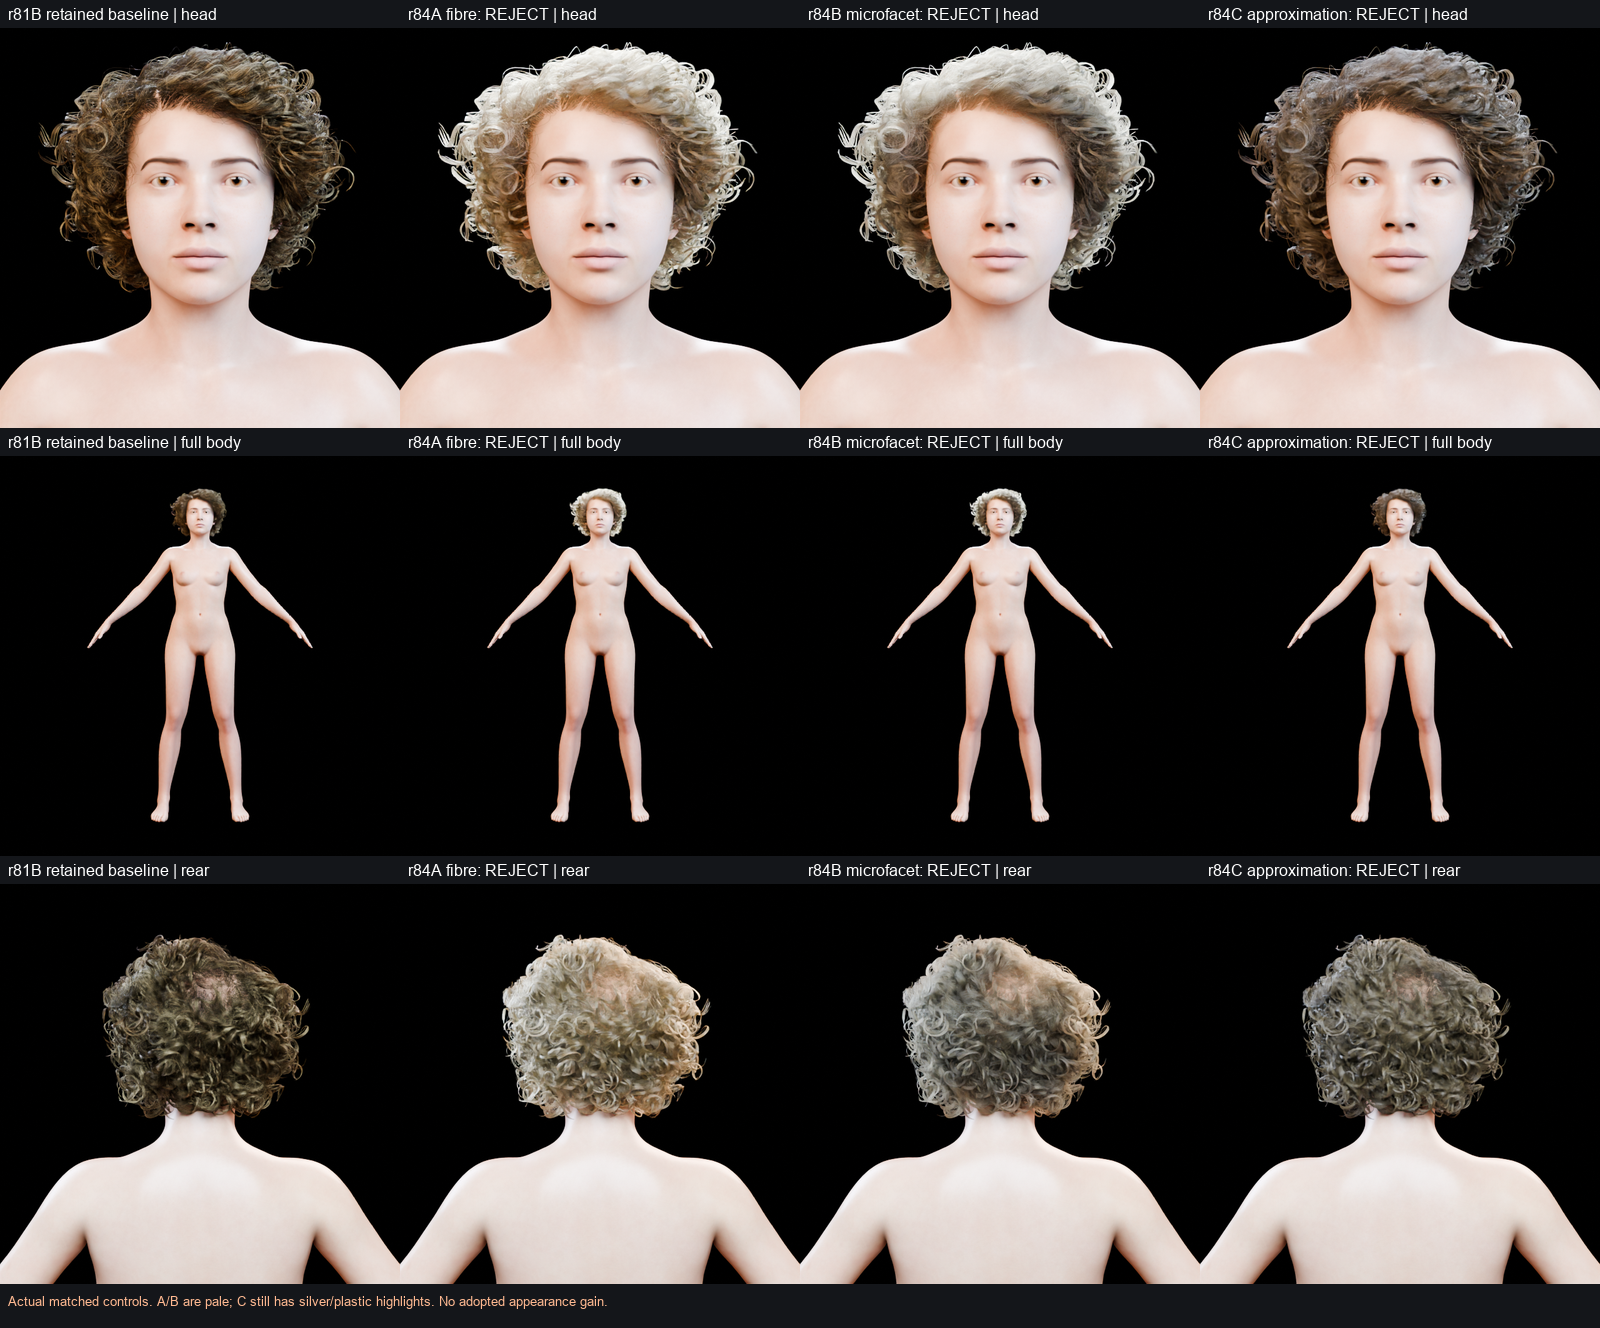 r81B retained baseline | head
r84A fibre: REJECT | head
r84B microfacet: REJECT | head
r84C approximation: REJECT | head
r81B retained baseline | full body
r84A fibre: REJECT | full body
r84B microfacet: REJECT | full body
r84C approximation: REJECT | full body
r81B retained baseline | rear
r84A fibre: REJECT | rear
r84B microfacet: REJECT | rear
r84C approximation: REJECT | rear
Actual matched controls. A/B are pale; C still has silver/plastic highlights. No adopted appearance gain.